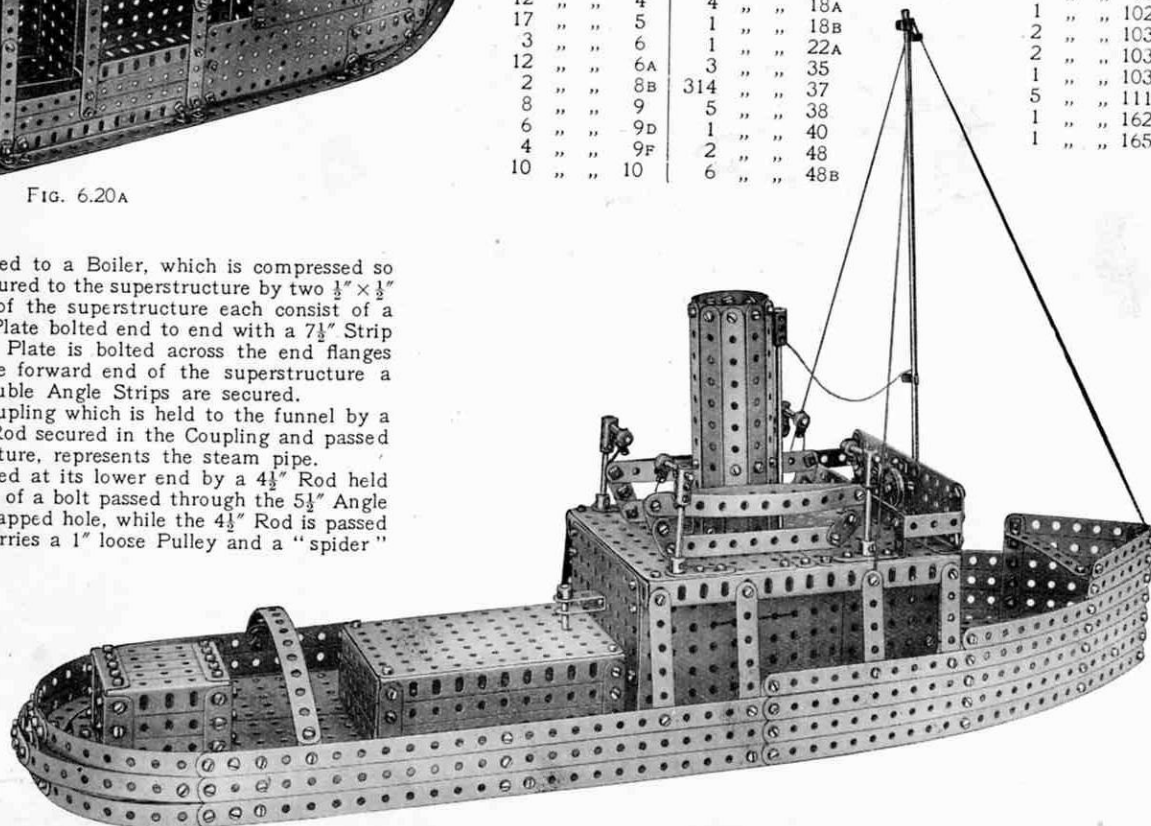 12 ,, ,, 4
17 ,, ,, 5
3 ,, ,, 6
12 ,, ,, 6A
2 ,, ,, 8B
8 ,, ,, 9
6 ,, ,, 9D
4 ,, ,, 9F
10 ,, ,, 10
4 ,, ,, 18A
1 ,, ,, 18B
1 ,, ,, 22A
3 ,, ,, 35
314 ,, ,, 37
5 ,, ,, 38
1 ,, ,, 40
2 ,, ,, 48
6 ,, ,, 48B
1 ,, ,, 102
2 ,, ,, 103
2 ,, ,, 103
1 ,, ,, 103
5 ,, ,, 111
1 ,, ,, 162
1 ,, ,, 165
FIG. 6.20A
ed to a Boiler, which is compressed so
ured to the superstructure by two ½″ × ½″
of the superstructure each consist of a
Plate bolted end to end with a 7½″ Strip
Plate is bolted across the end flanges
e forward end of the superstructure a
uble Angle Strips are secured.
upling which is held to the funnel by a
Rod secured in the Coupling and passed
ture, represents the steam pipe.
ed at its lower end by a 4½″ Rod held
of a bolt passed through the 5½″ Angle
apped hole, while the 4½″ Rod is passed
arries a 1″ loose Pulley and a “spider”